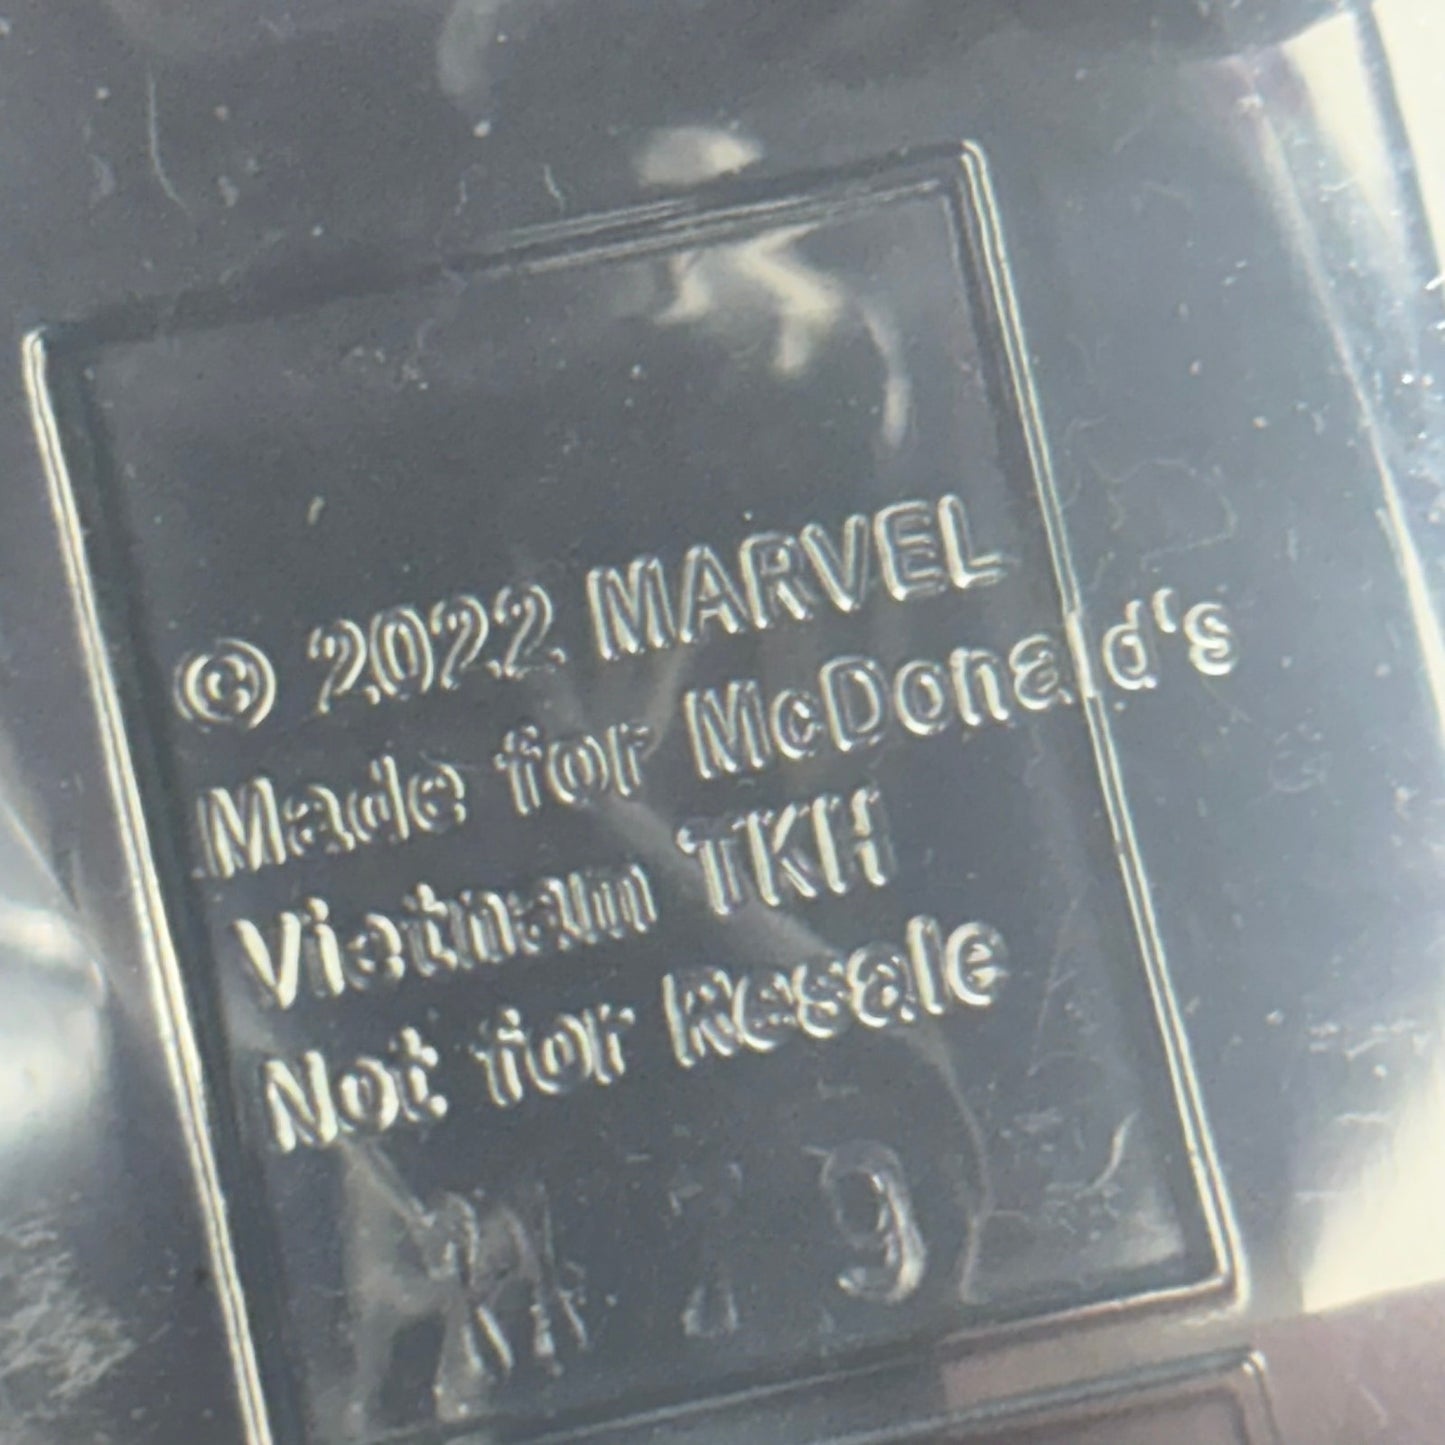 © 2022 MARVEL
Made for McDonald's
Vietnam TKH
Not for Resale